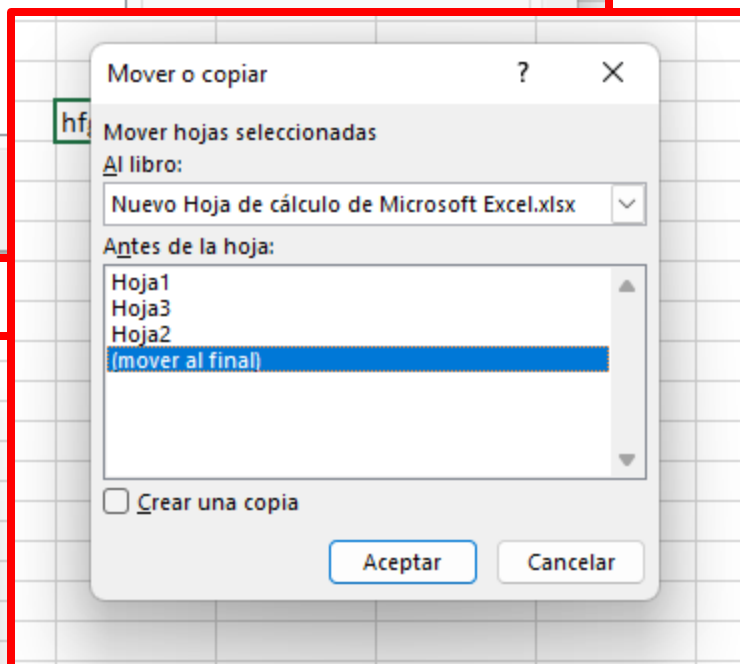 Mover o copiar ?
hf
Mover hojas seleccionadas
Al libro:
Nuevo Hoja de cálculo de Microsoft Excel.xlsx
Antes de la hoja:
Hoja1
Hoja3
Hoja2
(mover al final)
Crear una copia
Aceptar Cancelar